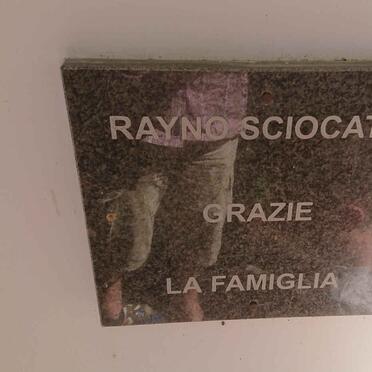 RAYNO SCIOCAT
GRAZIE
LA FAMIGLIA